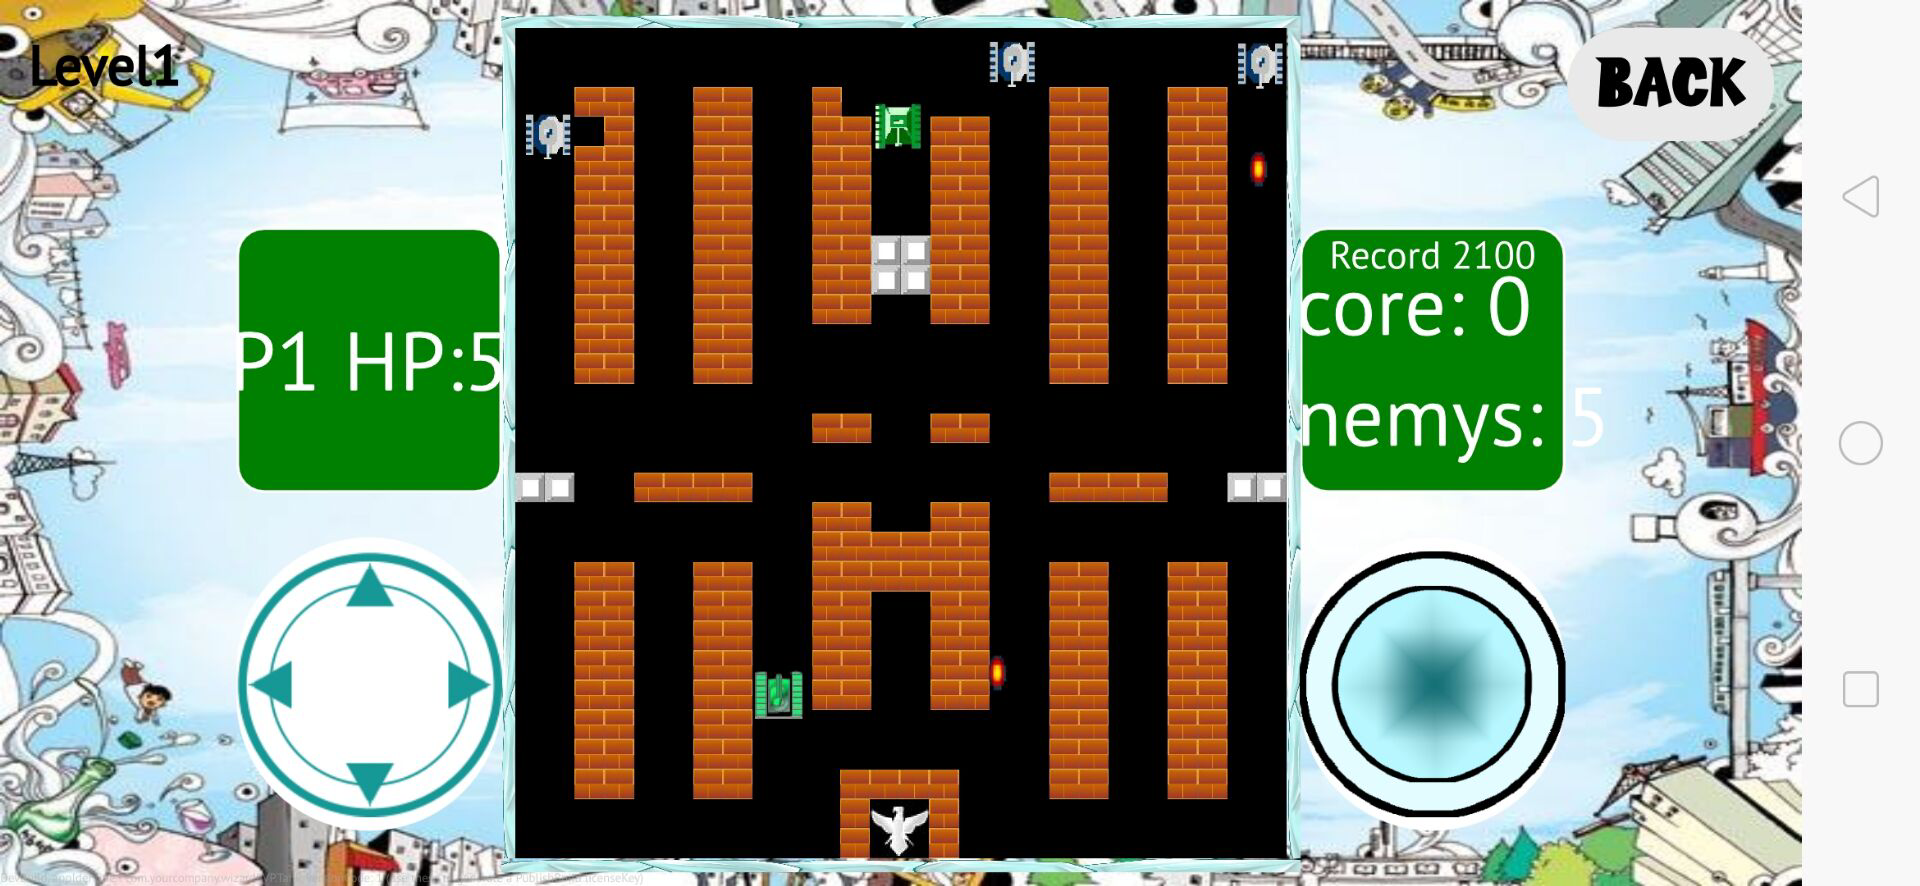 Level1
BACK
Record 2100
core: 0
P1 HP:5
nemys: 5